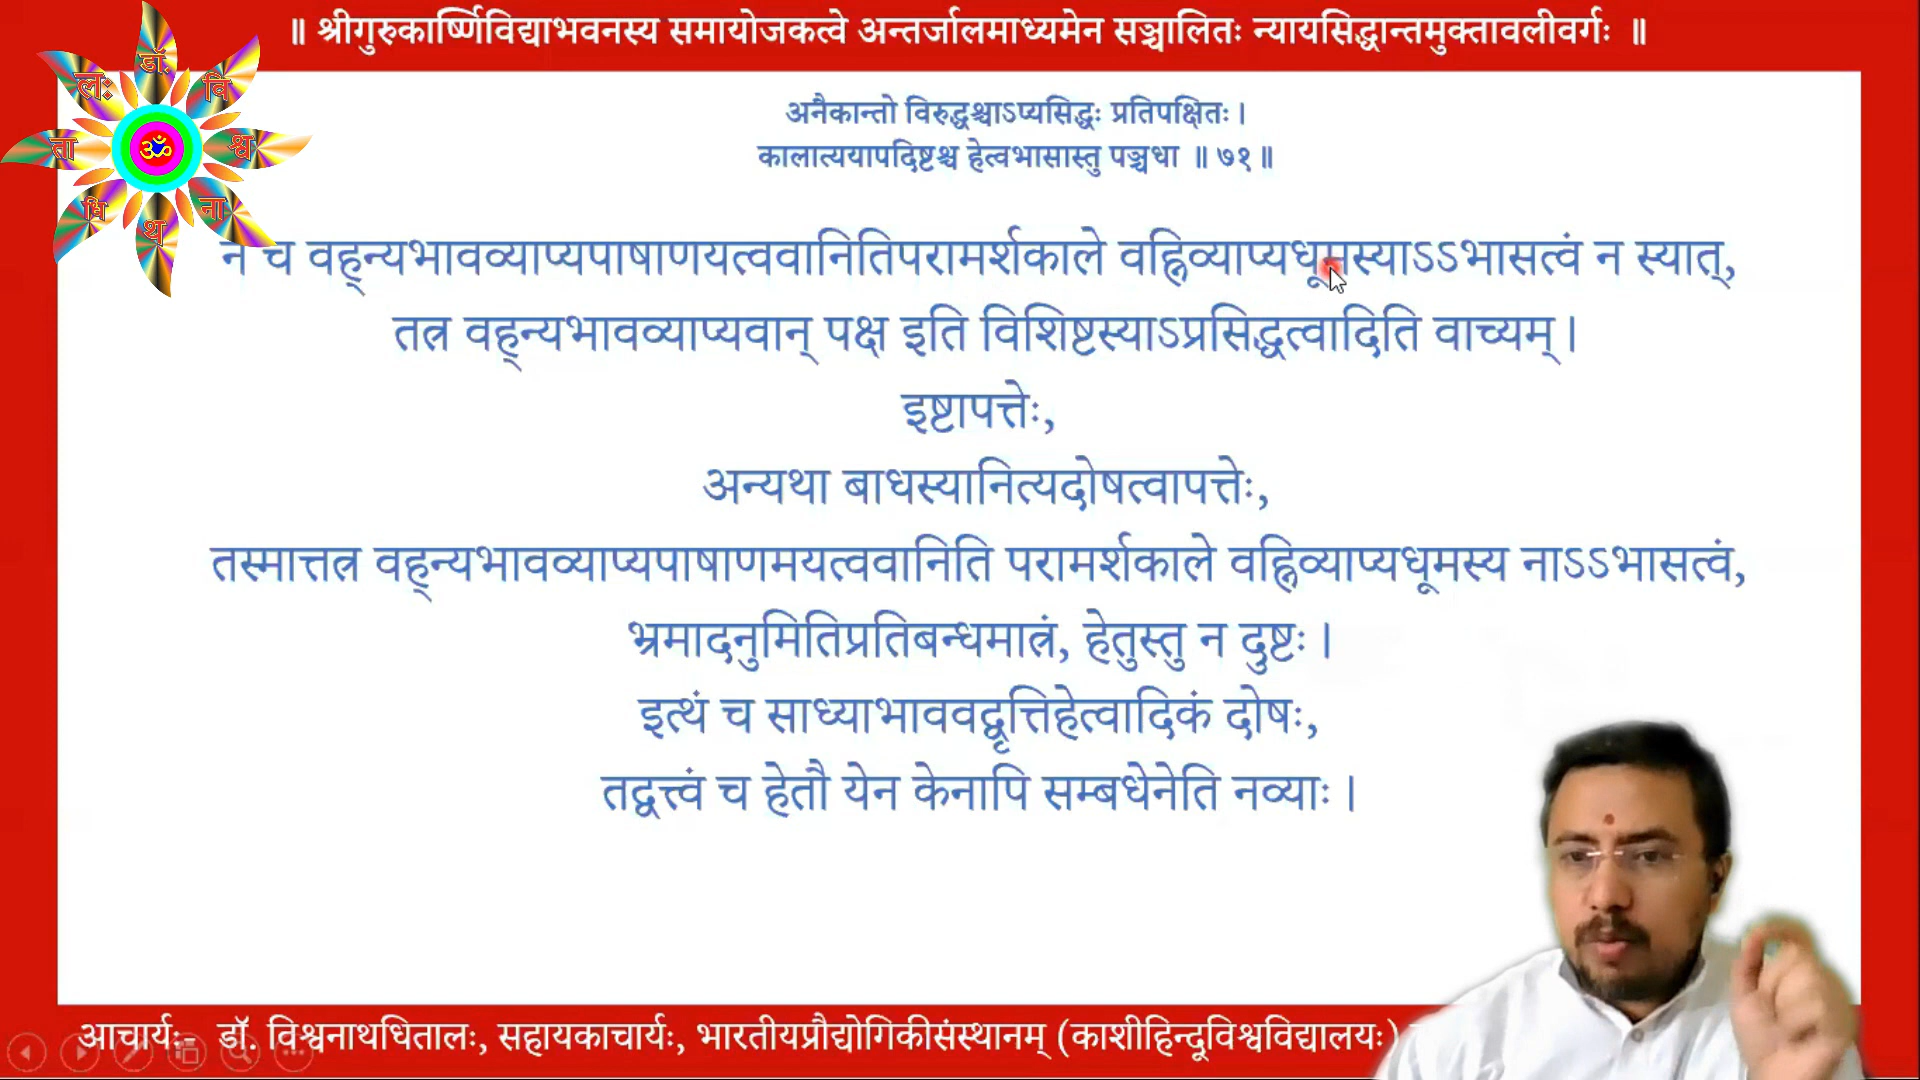 ॥ श्रीगुरुकार्ष्णिविद्याभवनस्य समायोजकत्वे अन्तर्जालमाध्यमेन सञ्चालितः न्यायसिद्धान्तमुक्तावलीवर्गः ॥
डॉ. वि श्व ना थ धि ता लः
ॐ
अनैकान्तो विरुद्धश्चाऽप्यसिद्धः प्रतिपक्षितः ।
कालात्ययापदिष्टश्च हेत्वभासास्तु पञ्चधा ॥ ७१ ॥
न च वह्न्यभावव्याप्यपाषाणयत्ववानितिपरामर्शकाले वह्निव्याप्यधूमस्याऽऽभासत्वं न स्यात्,
तत्र वह्न्यभावव्याप्यवान् पक्ष इति विशिष्टस्याऽप्रसिद्धत्वादिति वाच्यम् ।
इष्टापत्तेः,
अन्यथा बाधस्यानित्यदोषत्वापत्तेः,
तस्मात्तत्र वह्न्यभावव्याप्यपाषाणमयत्ववानिति परामर्शकाले वह्निव्याप्यधूमस्य नाऽऽभासत्वं,
भ्रमादनुमितिप्रतिबन्धमात्रं, हेतुस्तु न दुष्टः ।
इत्थं च साध्याभाववद्वृत्तिहेत्वादिकं दोषः,
तद्वत्त्वं च हेतौ येन केनापि सम्बधेनेति नव्याः ।
आचार्यः- डॉ. विश्वनाथधितालः, सहायकाचार्यः, भारतीयप्रौद्योगिकीसंस्थानम् (काशीहिन्दूविश्वविद्यालयः)